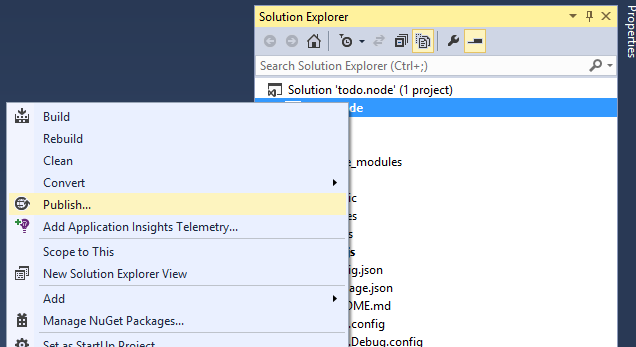 Solution Explorer
Search Solution Explorer (Ctrl+;)
Solution 'todo.node' (1 project)
Properties
Build
Rebuild
Clean
Convert
Publish...
Add Application Insights Telemetry...
Scope to This
New Solution Explorer View
Add
Manage NuGet Packages...
Set as StartUp Project
de
e_modules
ic
es
s
s
ig.json
age.json
DME.md
.config
.Debug.config